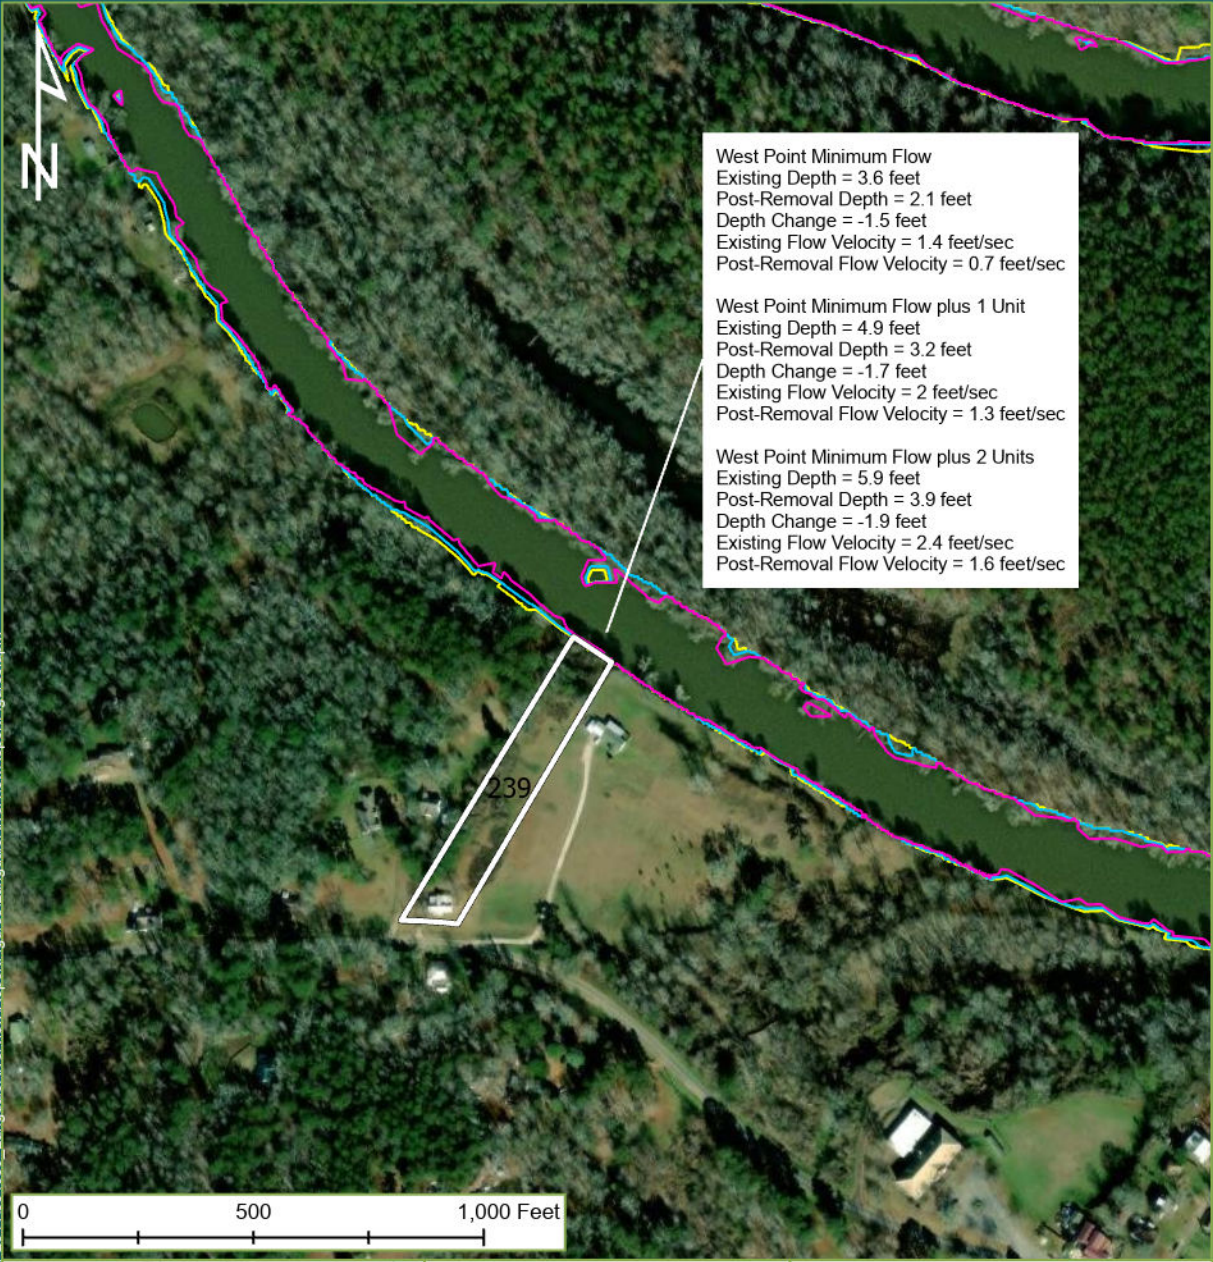 N
West Point Minimum Flow
Existing Depth = 3.6 feet
Post-Removal Depth = 2.1 feet
Depth Change = -1.5 feet
Existing Flow Velocity = 1.4 feet/sec
Post-Removal Flow Velocity = 0.7 feet/sec
West Point Minimum Flow plus 1 Unit
Existing Depth = 4.9 feet
Post-Removal Depth = 3.2 feet
Depth Change = -1.7 feet
Existing Flow Velocity = 2 feet/sec
Post-Removal Flow Velocity = 1.3 feet/sec
West Point Minimum Flow plus 2 Units
Existing Depth = 5.9 feet
Post-Removal Depth = 3.9 feet
Depth Change = -1.9 feet
Existing Flow Velocity = 2.4 feet/sec
Post-Removal Flow Velocity = 1.6 feet/sec
239
0 500 1,000 Feet